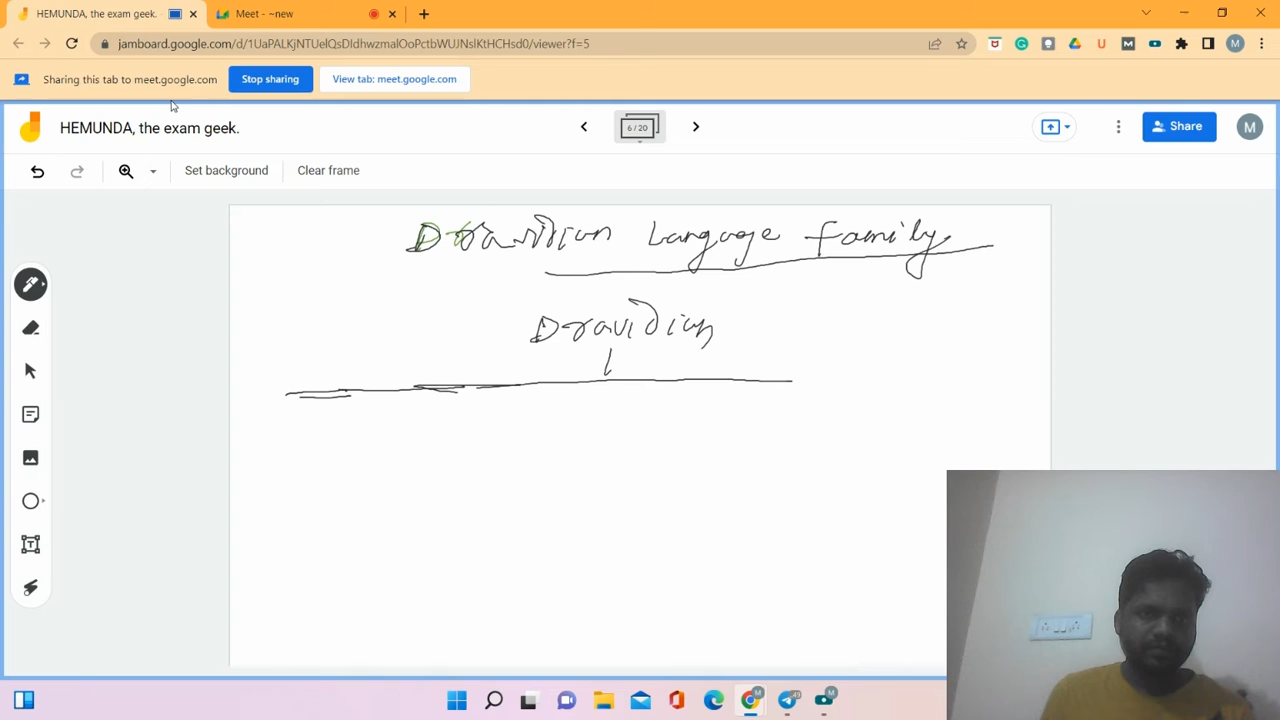 HEMUNDA, the exam geek.
Meet - ~new
jamboard.google.com/d/1UaPALKjNTUelQsDIdhwzmalOoPctbWUJNslKtHCHsd0/viewer?f=5
M
Sharing this tab to meet.google.com
Stop sharing
View tab: meet.google.com
HEMUNDA, the exam geek.
6 / 20
Share
M
Set background
Clear frame
Dravidian Langage family
Dravidian